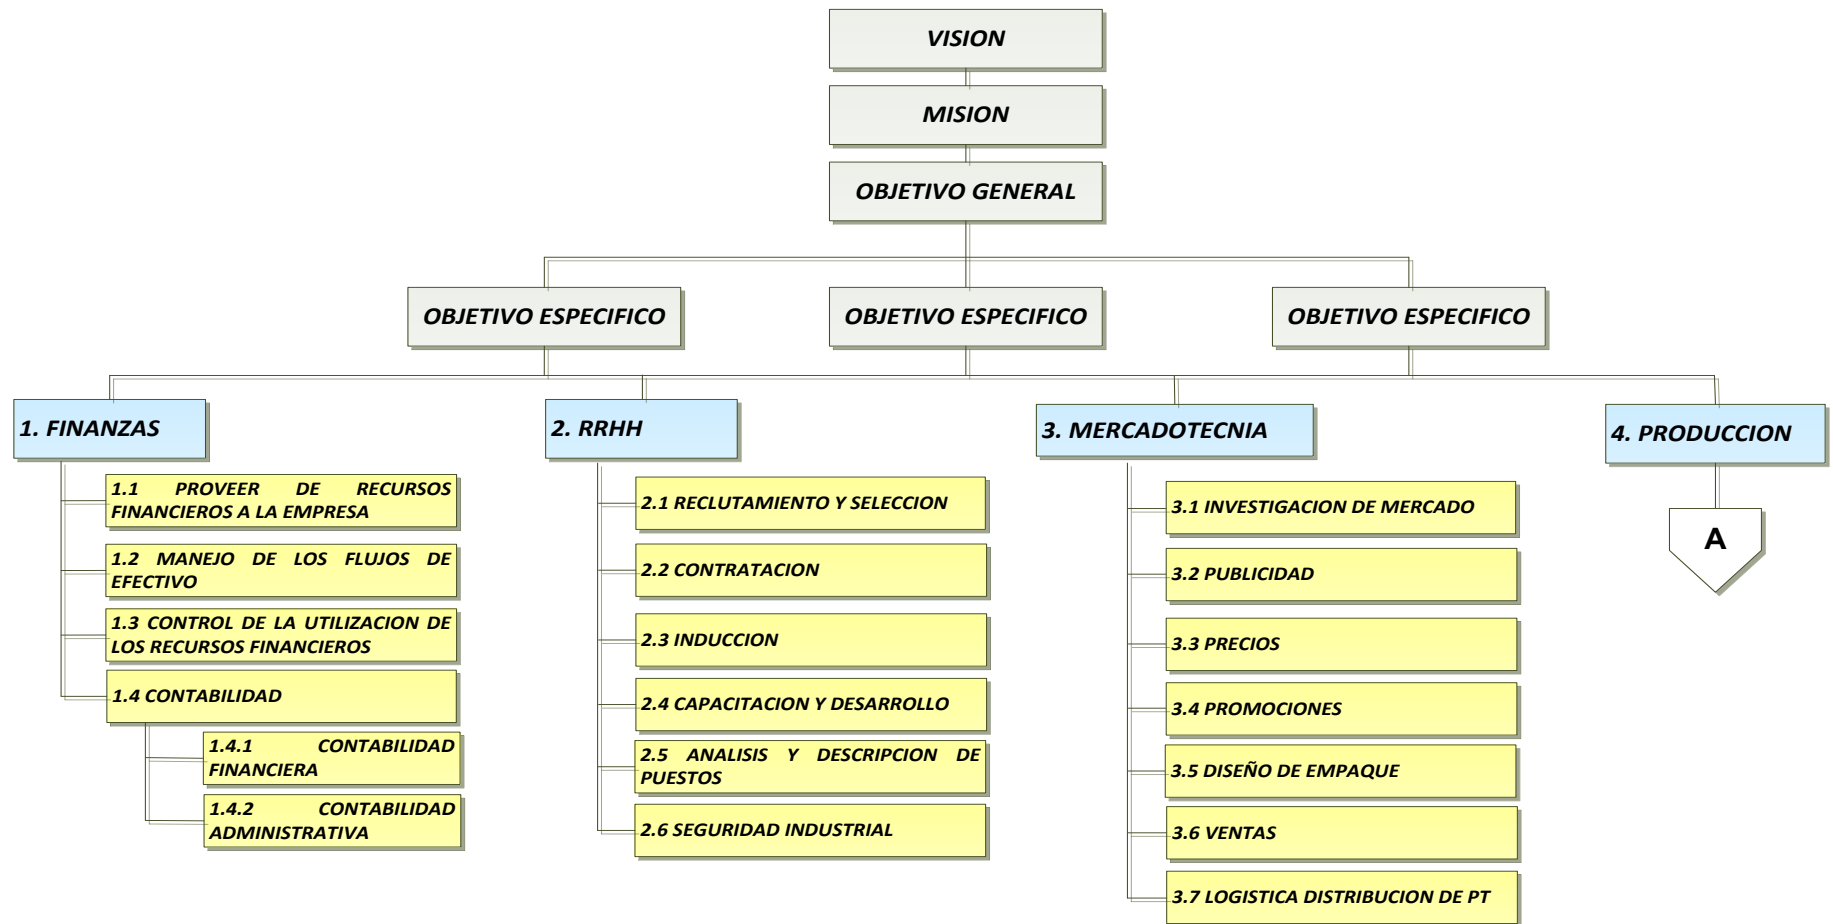 VISION
MISION
OBJETIVO GENERAL
OBJETIVO ESPECIFICO
OBJETIVO ESPECIFICO
OBJETIVO ESPECIFICO
1. FINANZAS
1.1 PROVEER DE RECURSOS
FINANCIEROS A LA EMPRESA
1.2 MANEJO DE LOS FLUJOS DE
EFECTIVO
1.3 CONTROL DE LA UTILIZACION DE
LOS RECURSOS FINANCIEROS
1.4 CONTABILIDAD
1.4.1 CONTABILIDAD
FINANCIERA
1.4.2 CONTABILIDAD
ADMINISTRATIVA
2. RRHH
2.1 RECLUTAMIENTO Y SELECCION
2.2 CONTRATACION
2.3 INDUCCION
2.4 CAPACITACION Y DESARROLLO
2.5 ANALISIS Y DESCRIPCION DE
PUESTOS
2.6 SEGURIDAD INDUSTRIAL
3. MERCADOTECNIA
3.1 INVESTIGACION DE MERCADO
3.2 PUBLICIDAD
3.3 PRECIOS
3.4 PROMOCIONES
3.5 DISEÑO DE EMPAQUE
3.6 VENTAS
3.7 LOGISTICA DISTRIBUCION DE PT
4. PRODUCCION
A